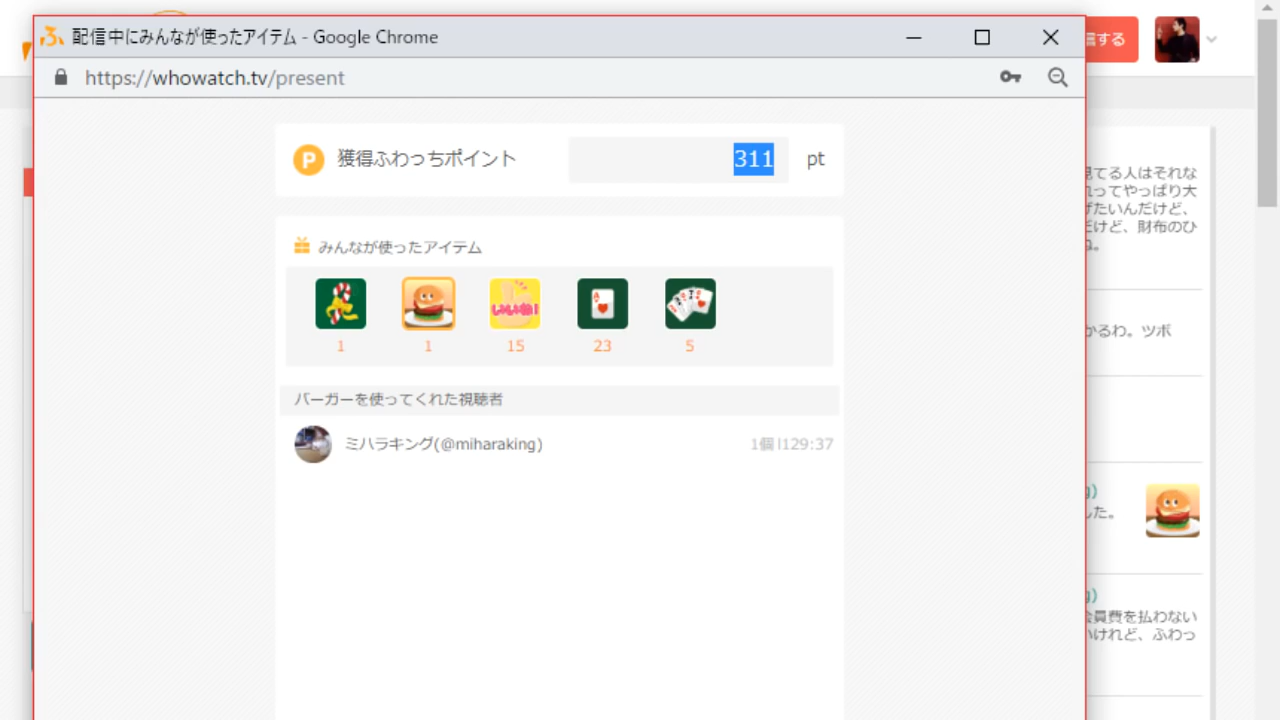 配信中にみんなが使ったアイテム - Google Chrome
https://whowatch.tv/present
する
獲得ふわっちポイント 311 pt
みんなが使ったアイテム
1 1 15 23 5
バーガーを使ってくれた視聴者
ミハラキング(@miharaking) 1個 129:37
見てる人はそれな
ってやっぱり大
げたいんだけど、
だけど、財布のひ
ね。
かるわ。ツボ
した。
会員費を払わない
いけれど、ふわっ